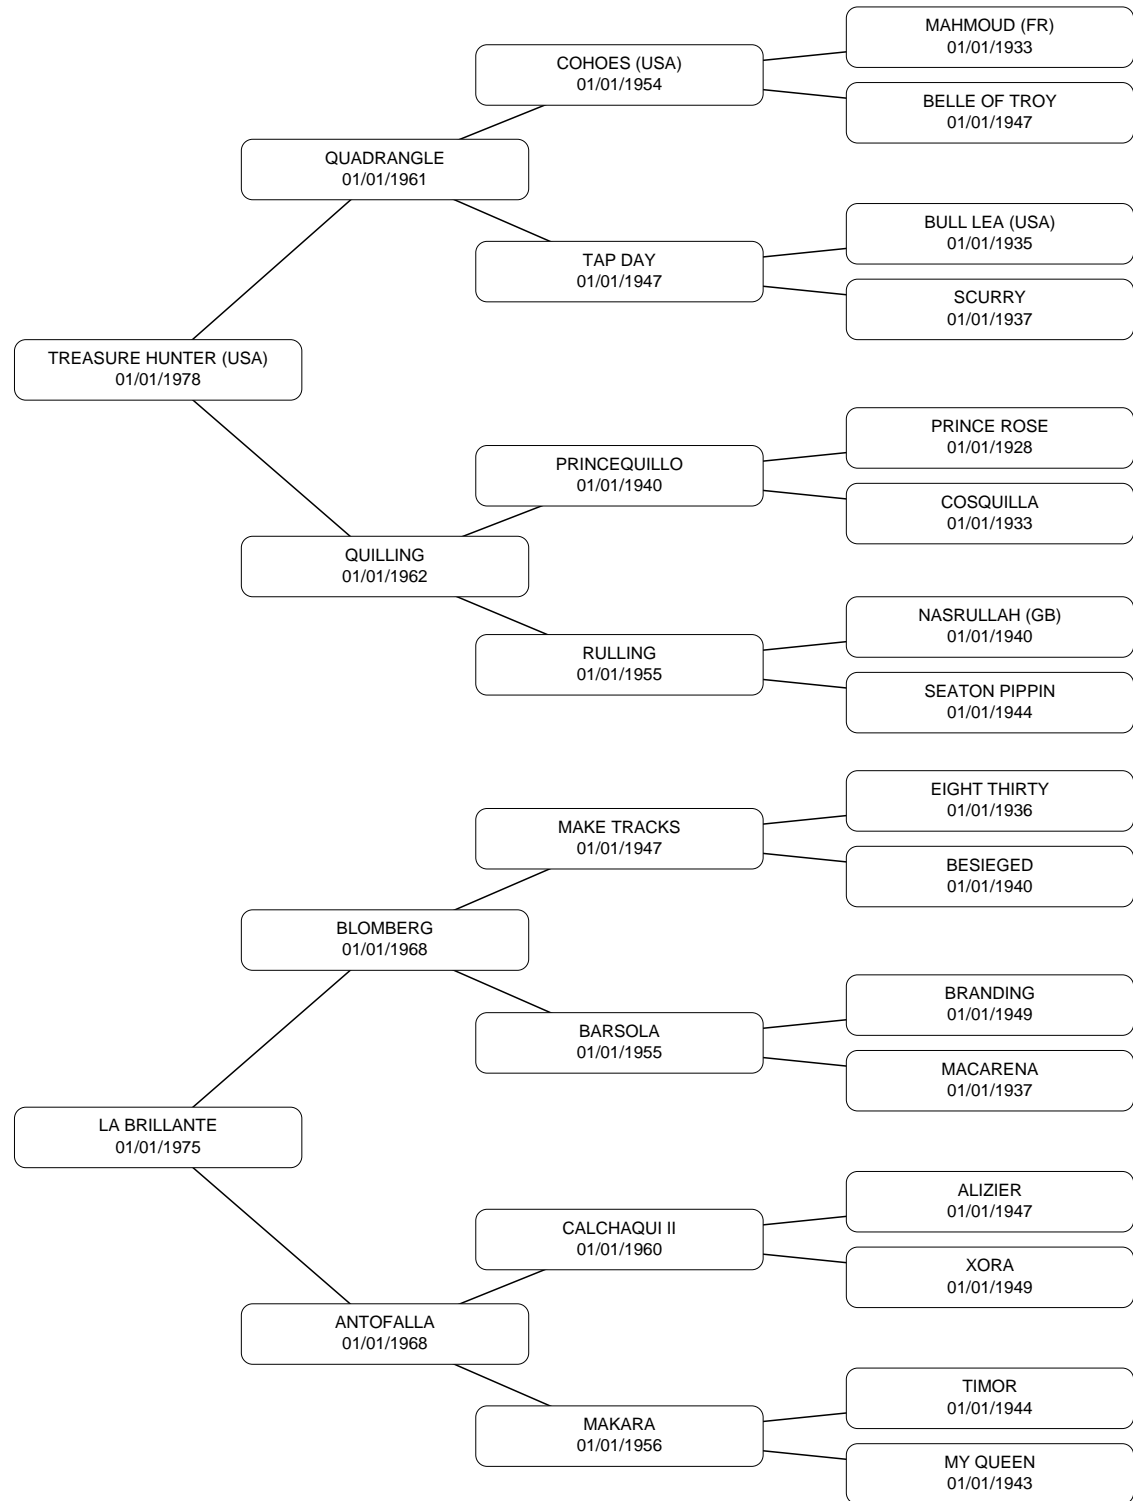 MAHMOUD (FR)
01/01/1933
COHOES (USA)
01/01/1954
BELLE OF TROY
01/01/1947
QUADRANGLE
01/01/1961
BULL LEA (USA)
01/01/1935
TAP DAY
01/01/1947
SCURRY
01/01/1937
TREASURE HUNTER (USA)
01/01/1978
PRINCE ROSE
01/01/1928
PRINCEQUILLO
01/01/1940
COSQUILLA
01/01/1933
QUILLING
01/01/1962
NASRULLAH (GB)
01/01/1940
RULLING
01/01/1955
SEATON PIPPIN
01/01/1944
EIGHT THIRTY
01/01/1936
MAKE TRACKS
01/01/1947
BESIEGED
01/01/1940
BLOMBERG
01/01/1968
BRANDING
01/01/1949
BARSOLA
01/01/1955
MACARENA
01/01/1937
LA BRILLANTE
01/01/1975
ALIZIER
01/01/1947
CALCHAQUI II
01/01/1960
XORA
01/01/1949
ANTOFALLA
01/01/1968
TIMOR
01/01/1944
MAKARA
01/01/1956
MY QUEEN
01/01/1943